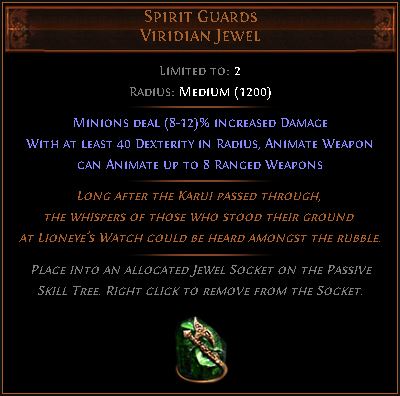 Spirit Guards
Viridian Jewel
Limited to: 2
Radius: Medium (1200)
Minions deal (8-12)% increased Damage
With at least 40 Dexterity in Radius, Animate Weapon
can Animate up to 8 Ranged Weapons
Long after the Karui passed through,
the whispers of those who stood their ground
at Lioneye's Watch could be heard amongst the rubble.
Place into an allocated Jewel Socket on the Passive
Skill Tree. Right click to remove from the Socket.